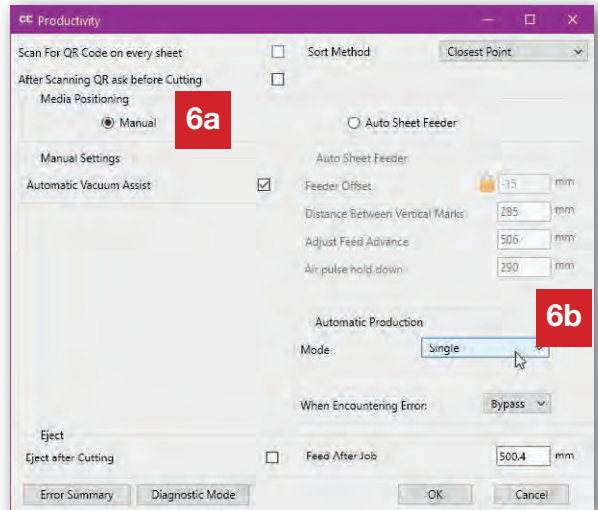 CC Productivity
Scan For QR Code on every sheet
Sort Method
Closest Point
After Scanning QR ask before Cutting
Media Positioning
Manual
6a
Auto Sheet Feeder
Manual Settings
Auto Sheet Feeder
Automatic Vacuum Assist
Feeder Offset
-15 mm
Distance Between Vertical Marks
285 mm
Adjust Feed Advance
506 mm
Air pulse hold down
290 mm
6b
Automatic Production
Mode
Single
When Encountering Error:
Bypass
Eject
Eject after Cutting
Feed After Job
500.4 mm
Error Summary
Diagnostic Mode
OK
Cancel